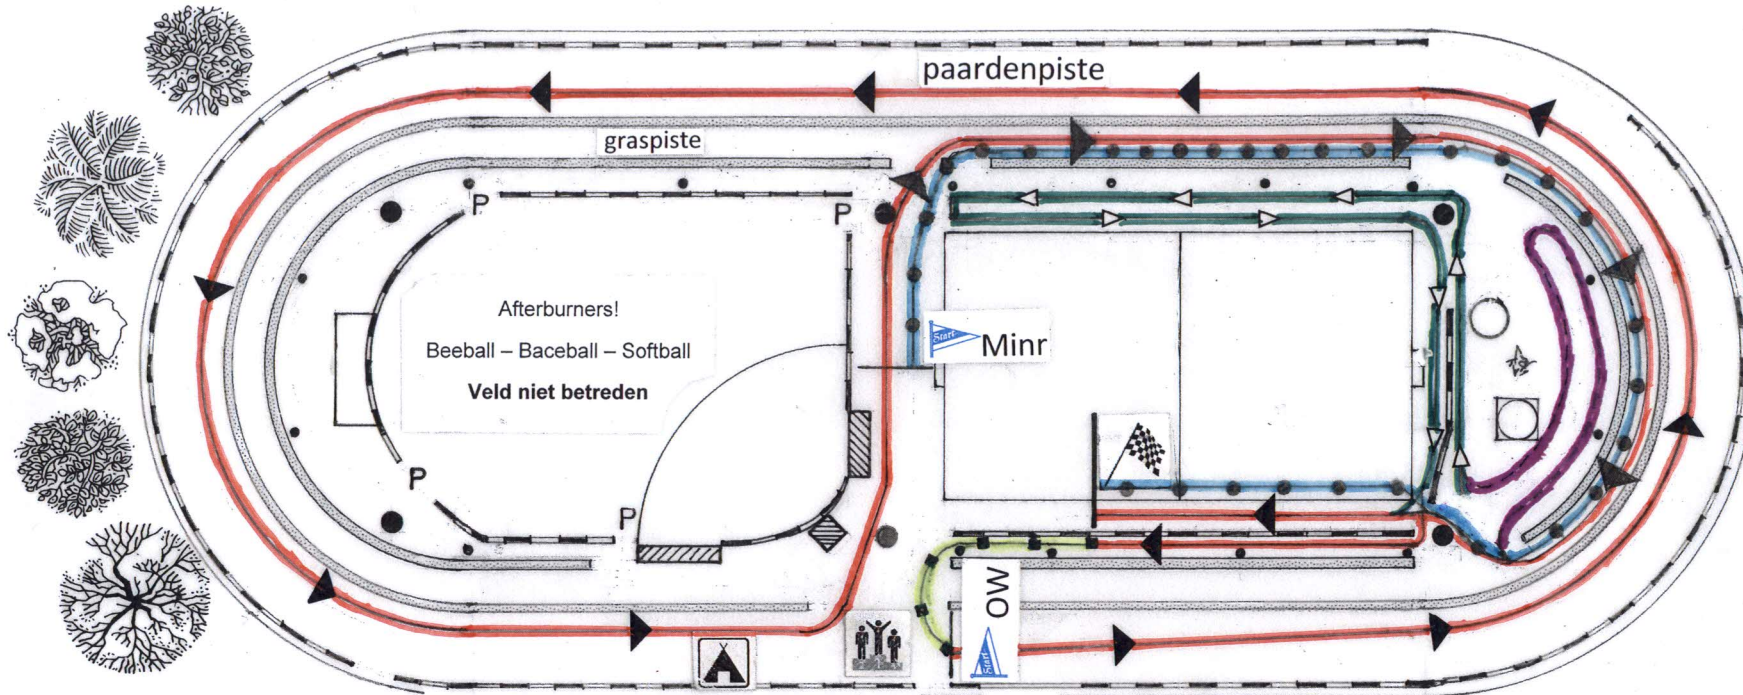 paardenpiste
graspiste
P
P
Afterburners!
Beeball – Baceball – Softball
Veld niet betreden
Start
Minr
P
P
OW
Start